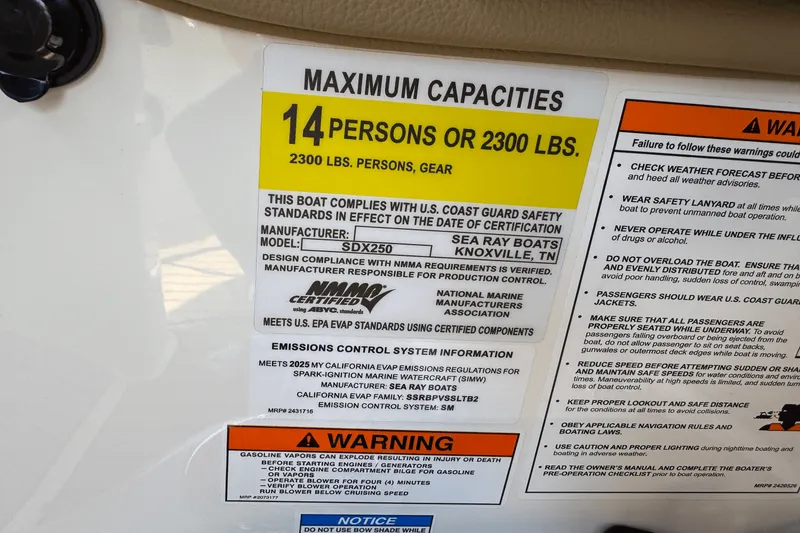 MAXIMUM CAPACITIES
14 PERSONS OR 2300 LBS.
2300 LBS. PERSONS, GEAR
THIS BOAT COMPLIES WITH U.S. COAST GUARD SAFETY
STANDARDS IN EFFECT ON THE DATE OF CERTIFICATION
MANUFACTURER: SEA RAY BOATS
MODEL: SDX250 KNOXVILLE, TN
DESIGN COMPLIANCE WITH NMMA REQUIREMENTS IS VERIFIED.
MANUFACTURER RESPONSIBLE FOR PRODUCTION CONTROL.
NMMA
CERTIFIED
using ABYC. standards
NATIONAL MARINE
MANUFACTURERS
ASSOCIATION
MEETS U.S. EPA EVAP STANDARDS USING CERTIFIED COMPONENTS
EMISSIONS CONTROL SYSTEM INFORMATION
MEETS 2025 MY CALIFORNIA EVAP EMISSIONS REGULATIONS FOR
SPARK-IGNITION MARINE WATERCRAFT (SIMW)
MANUFACTURER: SEA RAY BOATS
CALIFORNIA EVAP FAMILY: SSRBPVSSLTB2
EMISSION CONTROL SYSTEM: SM
MRP# 2431716
WARNING
GASOLINE VAPORS CAN EXPLODE RESULTING IN INJURY OR DEATH
BEFORE STARTING ENGINES / GENERATORS
– CHECK ENGINE COMPARTMENT BILGE FOR GASOLINE
OR VAPORS
– OPERATE BLOWER FOR FOUR (4) MINUTES
– VERIFY BLOWER OPERATION
RUN BLOWER BELOW CRUISING SPEED
MRP #2073177
NOTICE
DO NOT USE BOW SHADE WHILE
WA
Failure to follow these warnings could
• CHECK WEATHER FORECAST BEFOR
and heed all weather advisories.
• WEAR SAFETY LANYARD at all times while
boat to prevent unmanned boat operation.
• NEVER OPERATE WHILE UNDER THE INFL
of drugs or alcohol.
• DO NOT OVERLOAD THE BOAT. ENSURE THA
AND EVENLY DISTRIBUTED fore and aft and on b
avoid poor handling, sudden loss of control, swampin
• PASSENGERS SHOULD WEAR U.S. COAST GUAR
JACKETS.
• MAKE SURE THAT ALL PASSENGERS ARE
PROPERLY SEATED WHILE UNDERWAY. To avoid
passengers falling overboard or being ejected from the
boat, do not allow passenger to sit on seat backs,
gunwales or outermost deck edges while boat is moving.
• REDUCE SPEED BEFORE ATTEMPTING SUDDEN OR SHA
AND MAINTAIN SAFE SPEEDS for water conditions and enviro
times. Maneuverability at high speeds is limited, and sudden turn
loss of boat control.
• KEEP PROPER LOOKOUT AND SAFE DISTANCE
for the conditions at all times to avoid collisions.
• OBEY APPLICABLE NAVIGATION RULES AND
BOATING LAWS.
• USE CAUTION AND PROPER LIGHTING during nighttime boating and
boating in adverse weather.
• READ THE OWNER'S MANUAL AND COMPLETE THE BOATER'S
PRE-OPERATION CHECKLIST prior to boat operation.
MRP# 2428526